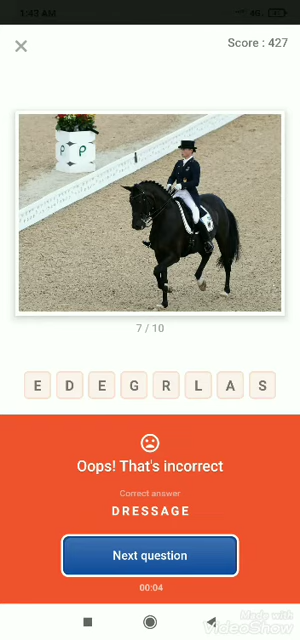 1:43 AM
4G
Score : 427
P
P
7 / 10
E D E G R L A S
Oops! That's incorrect
Correct answer
DRESSAGE
Next question
00:04
Made with
VideoShow